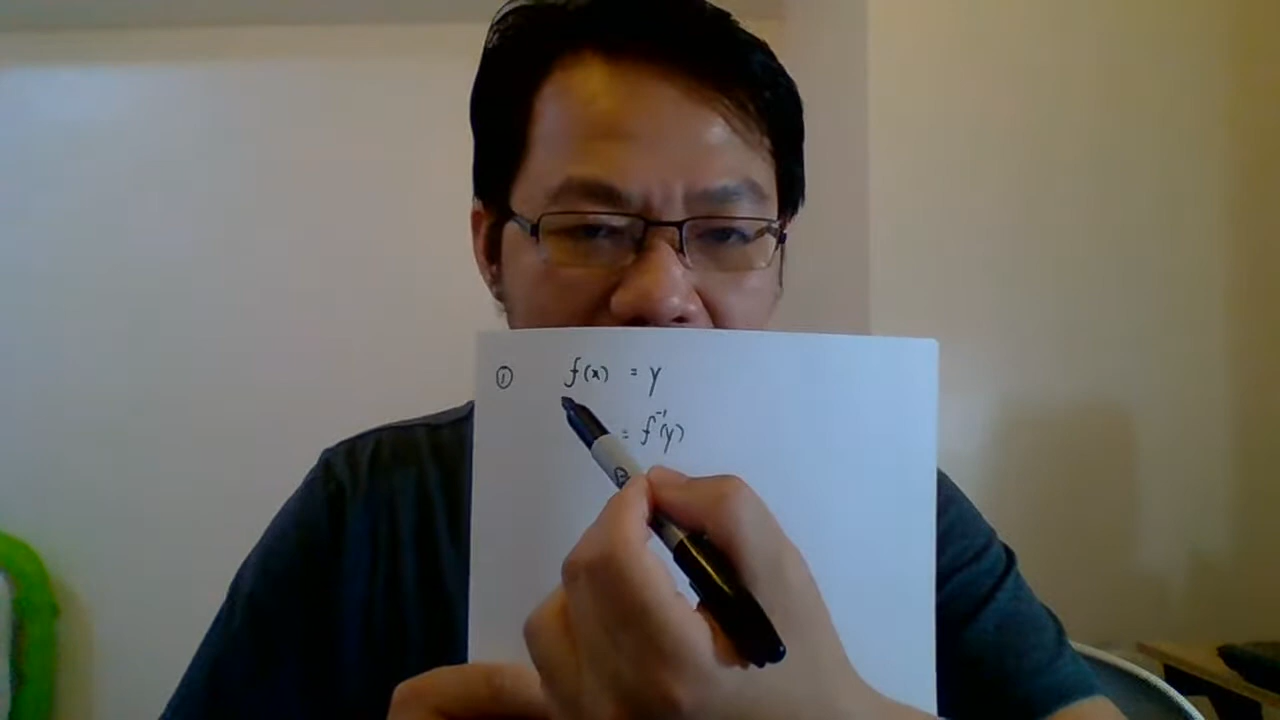 ① f(x) = y
= f⁻¹(y)